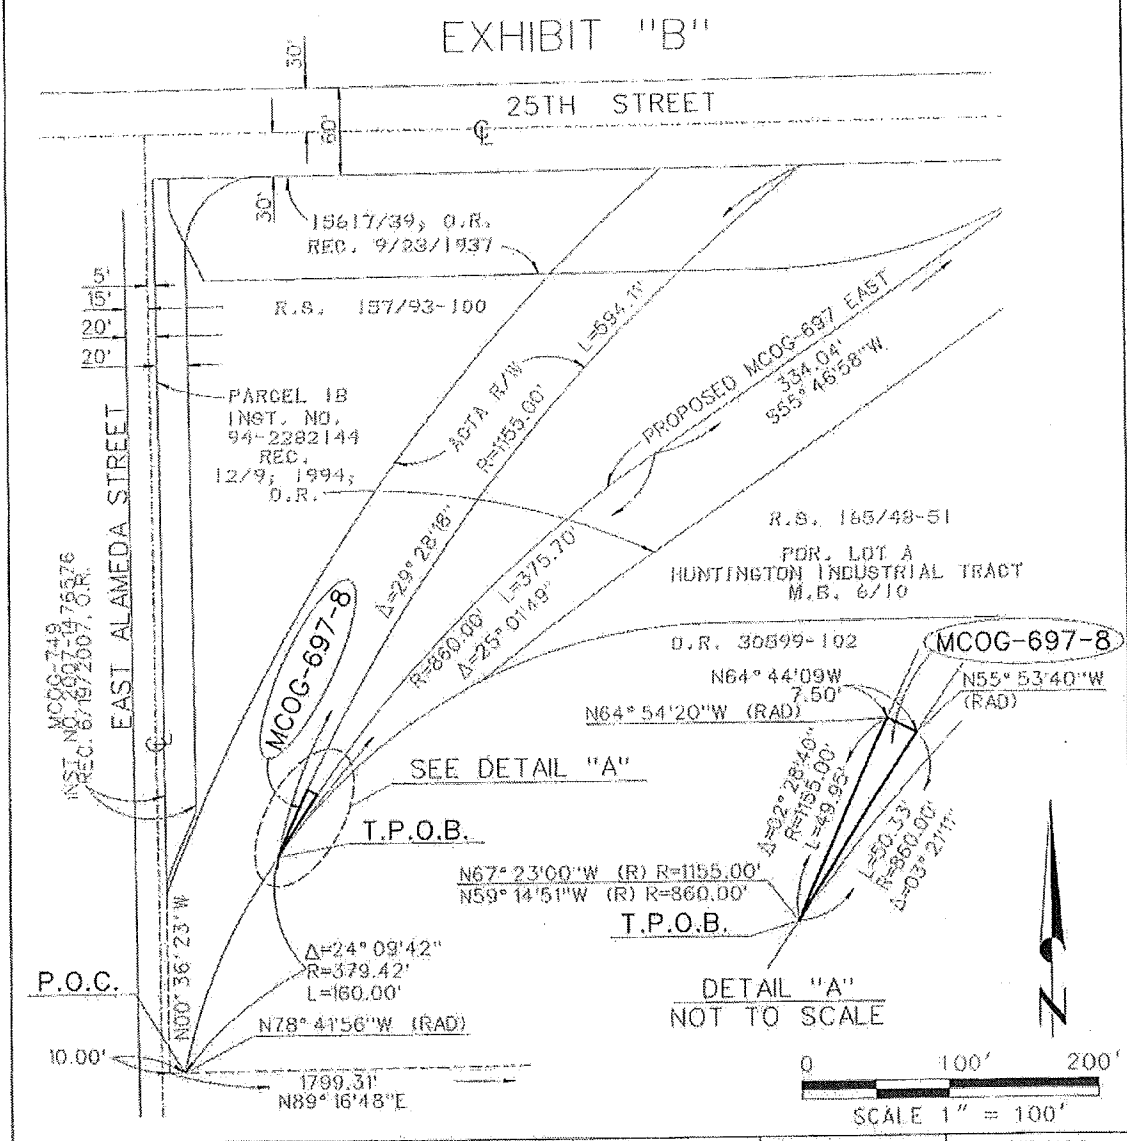 EXHIBIT "B"
30'
25TH STREET
60'
30'
15617/39, O.R.
REC. 9/23/1937
5'
15'
20'
20'
R.S. 157/93-100
PARCEL 1B
INST. NO.
94-2282144
REC.
12/9, 1994,
O.R.
ACTA R/W
R=1155.00'
L=594.11'
Δ=29° 28'18"
PROPOSED MCOG-697 EAST
334.04'
S55° 46'58"W
R=860.00' L=375.70'
Δ=25° 01'49"
EAST ALAMEDA STREET
MCOG-749
INST. NO. 2007-1476576
REC. 6/19/2007, O.R.
R.S. 165/48-51
POR. LOT A
HUNTINGTON INDUSTRIAL TRACT
M.B. 6/10
O.R. 30899-102
MCOG-697-8
SEE DETAIL "A"
T.P.O.B.
MCOG-697-8
N64° 44'09W
7.50'
N55° 53'40"W
(RAD)
N64° 54'20"W (RAD)
Δ=02° 28'40"
R=1155.00'
L=49.95'
L=50.33'
R=860.00'
Δ=03° 21'11"
N67° 23'00"W (R) R=1155.00'
N59° 14'51"W (R) R=860.00'
T.P.O.B.
DETAIL "A"
NOT TO SCALE
N00° 36' 23" W
Δ=24° 09'42"
R=379.42'
L=160.00'
P.O.C.
N78° 41'56"W (RAD)
10.00'
1799.31'
N89° 16'48"E
N
0 100' 200'
SCALE 1" = 100'